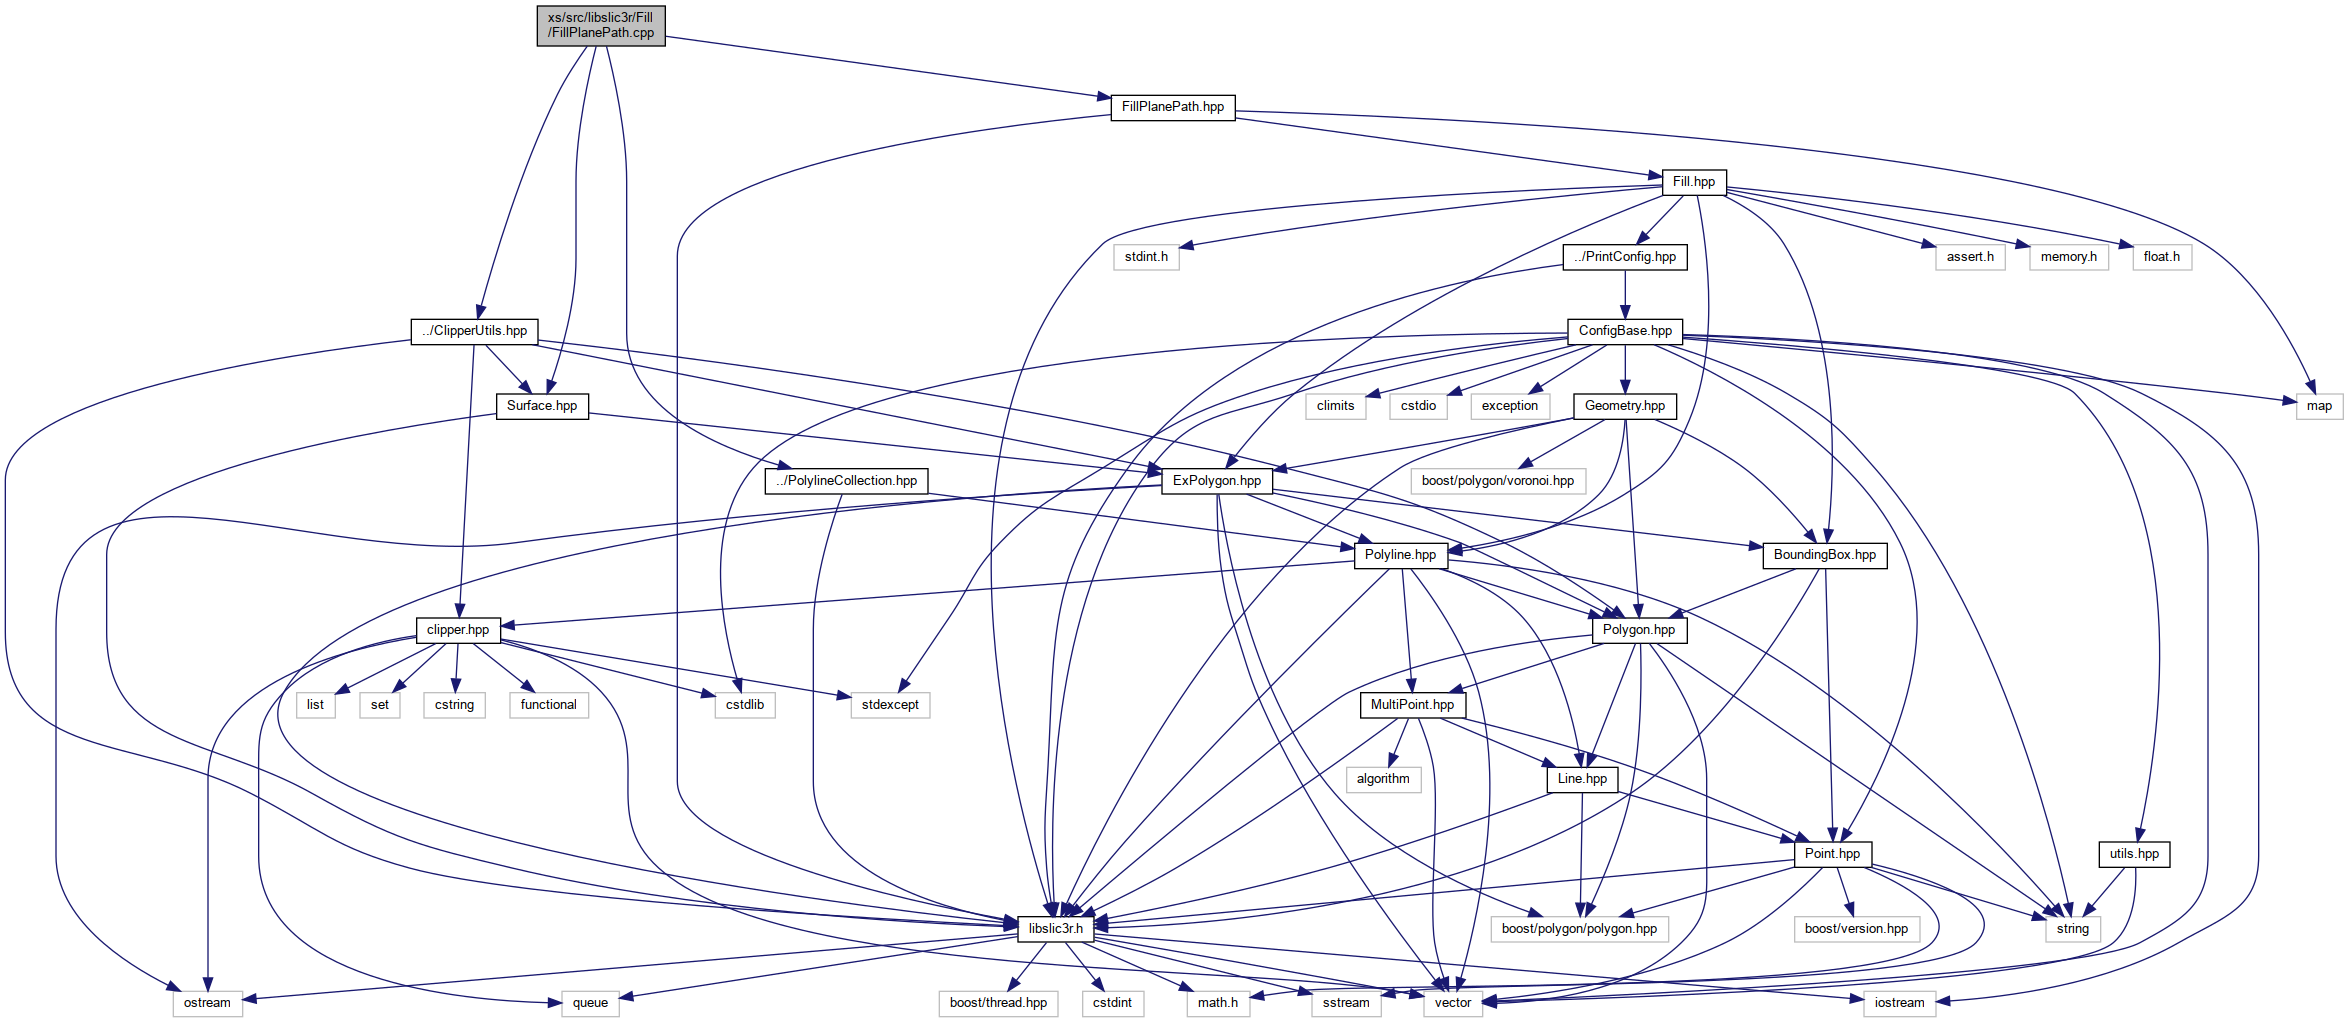 xs/src/libslic3r/Fill
/FillPlanePath.cpp
FillPlanePath.hpp
Fill.hpp
stdint.h
../PrintConfig.hpp
assert.h
memory.h
float.h
../ClipperUtils.hpp
ConfigBase.hpp
Surface.hpp
climits
cstdio
exception
Geometry.hpp
map
../PolylineCollection.hpp
ExPolygon.hpp
boost/polygon/voronoi.hpp
Polyline.hpp
BoundingBox.hpp
clipper.hpp
Polygon.hpp
list
set
cstring
functional
cstdlib
stdexcept
MultiPoint.hpp
algorithm
Line.hpp
Point.hpp
utils.hpp
libslic3r.h
boost/polygon/polygon.hpp
boost/version.hpp
string
ostream
queue
boost/thread.hpp
cstdint
math.h
sstream
vector
iostream